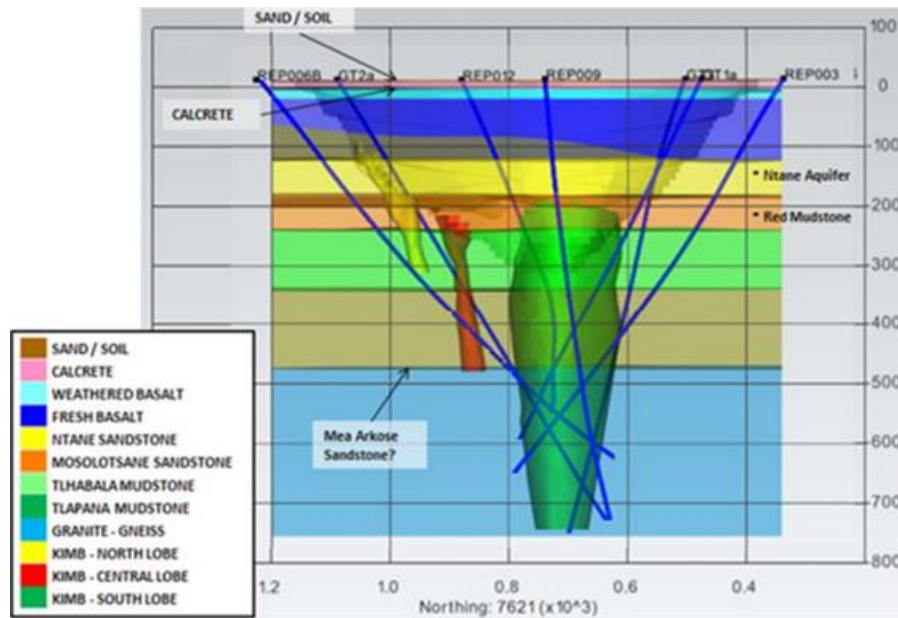 SAND / SOIL
100
REP006B GT2a REP012 REP009 GT1a REP003
0
CALCRETE
100
Ntane Aquifer
200
Red Mudstone
300
400
SAND / SOIL
CALCRETE
WEATHERED BASALT
FRESH BASALT
NTANE SANDSTONE
MOSOLOTSANE SANDSTONE
TLHABALA MUDSTONE
TLAPANA MUDSTONE
GRANITE - GNEISS
KIMB - NORTH LOBE
KIMB - CENTRAL LOBE
KIMB - SOUTH LOBE
Mea Arkose
Sandstone?
500
600
700
800
1.2 1.0 0.8 0.6 0.4
Northing: 7621 (x10^3)